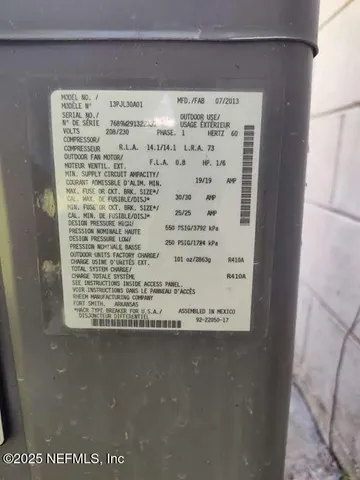 MODEL NO. /
MODÈLE Nº 13PJL30A01 MFD./FAB 07/2013
SERIAL NO./ OUTDOOR USE/
Nº DE SÉRIE USAGE EXTÉRIEUR
VOLTS 208/230 PHASE. 1 HERTZ 60
COMPRESSOR/
COMPRESSEUR R.L.A. 14.1/14.1 L.R.A. 73
OUTDOOR FAN MOTOR/
MOTEUR VENTIL. EXT. F.L.A. 0.8 HP. 1/6
MIN. SUPPLY CIRCUIT AMPACITY/
COURANT ADMISSIBLE D'ALIM. MIN. 19/19 AMP
MAX. FUSE OR CKT. BRK. SIZE*/
CAL. MAX. DE FUSIBLE/DISJ* 30/30 AMP
MIN. FUSE OR CKT. BRK. SIZE*/
CAL. MIN. DE FUSIBLE/DISJ* 25/25 AMP
DESIGN PRESSURE HIGH/
PRESSION NOMINALE HAUTE 550 PSIG/3792 kPa
DESIGN PRESSURE LOW/
PRESSION NOMINALE BASSE 250 PSIG/1724 kPa
OUTDOOR UNITS FACTORY CHARGE/
CHARGE USINE D'UNITÉS EXT. 101 oz/2863g R410A
TOTAL SYSTEM CHARGE/
CHARGE TOTALE SYSTÈME R410A
SEE INSTRUCTIONS INSIDE ACCESS PANEL/
VOIR INSTRUCTIONS DANS LE PANNEAU D'ACCÈS
RHEEM MANUFACTURING COMPANY
FORT SMITH, ARKANSAS
*HACR TYPE BREAKER FOR U.S.A./ ASSEMBLED IN MEXICO
DISJONCTEUR DIFFERENTIEL 92-22050-17
©2025 NEFMLS, Inc